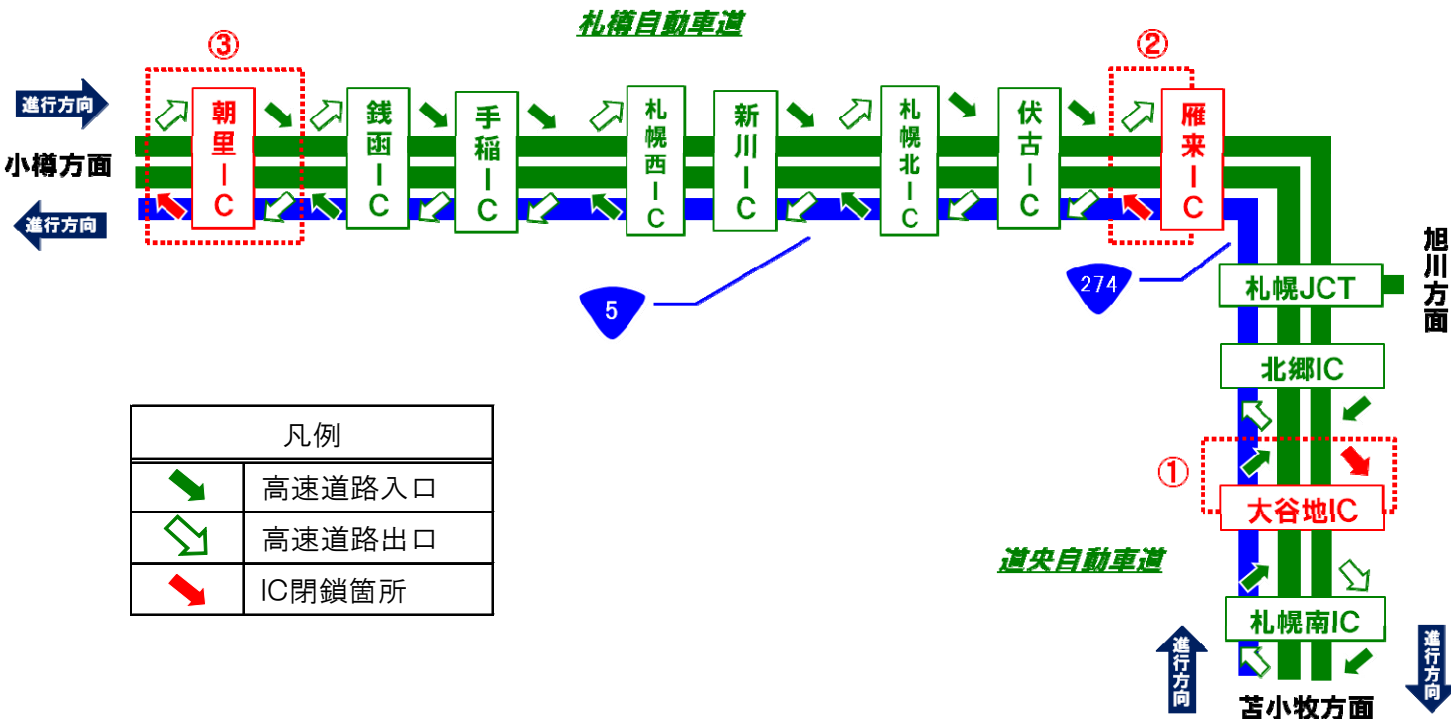 札樽自動車道
③
②
進行方向
朝里IC
銭函IC
手稲IC
札幌西IC
新川IC
札幌北IC
伏古IC
雁来IC
小樽方面
進行方向
旭川方面
5
274
札幌JCT
北郷IC
①
大谷地IC
道央自動車道
札幌南IC
進行方向
進行方向
苫小牧方面
凡例
高速道路入口
高速道路出口
IC閉鎖箇所